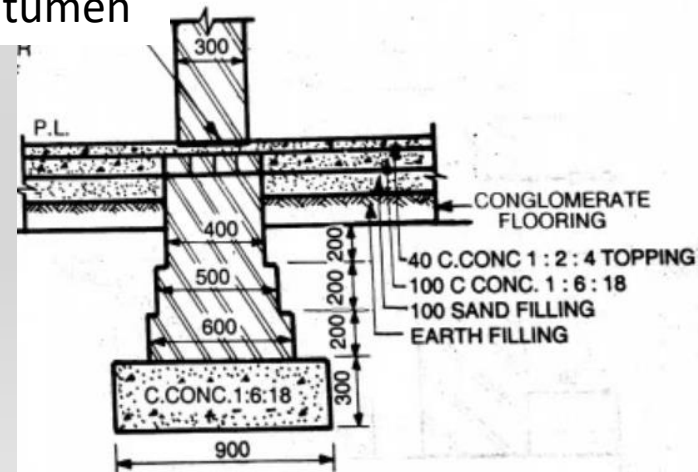 tumen
R
300
P.L.
CONGLOMERATE
FLOORING
400
200
40 C.CONC 1 : 2 : 4 TOPPING
500
200
100 C CONC. 1 : 6 : 18
100 SAND FILLING
600
200
EARTH FILLING
C.CONC.1:6:18
300
900